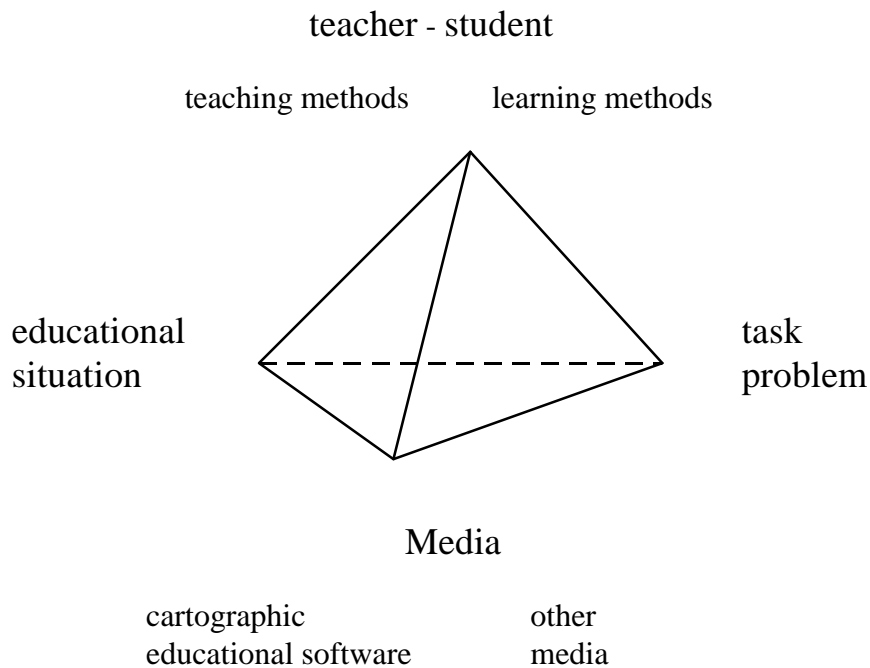 teacher - student
teaching methods learning methods
educational
situation
task
problem
Media
cartographic
educational software
other
media